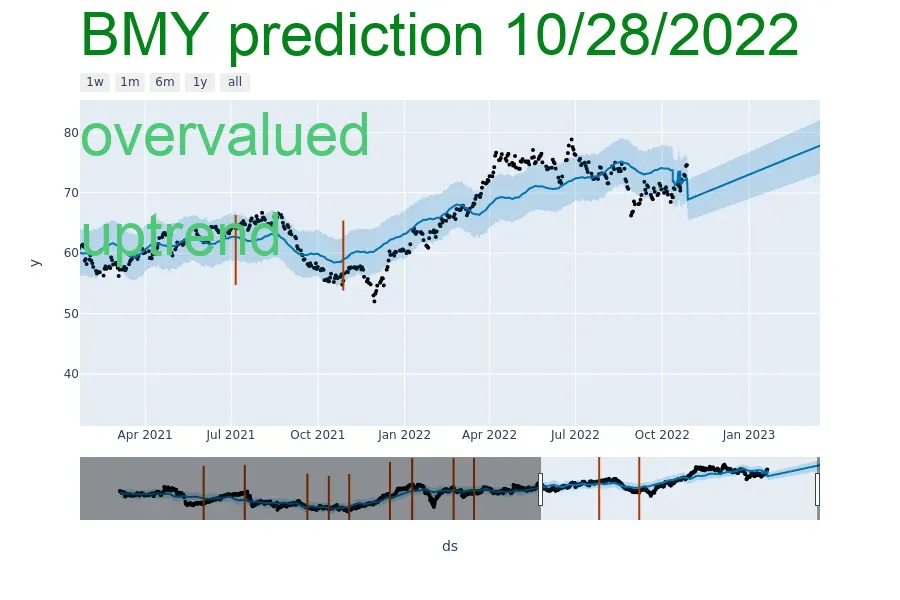 BMY prediction 10/28/2022
1w 1m 6m 1y all
overvalued
uptrend
80
70
60
50
40
y
Apr 2021 Jul 2021 Oct 2021 Jan 2022 Apr 2022 Jul 2022 Oct 2022 Jan 2023
ds